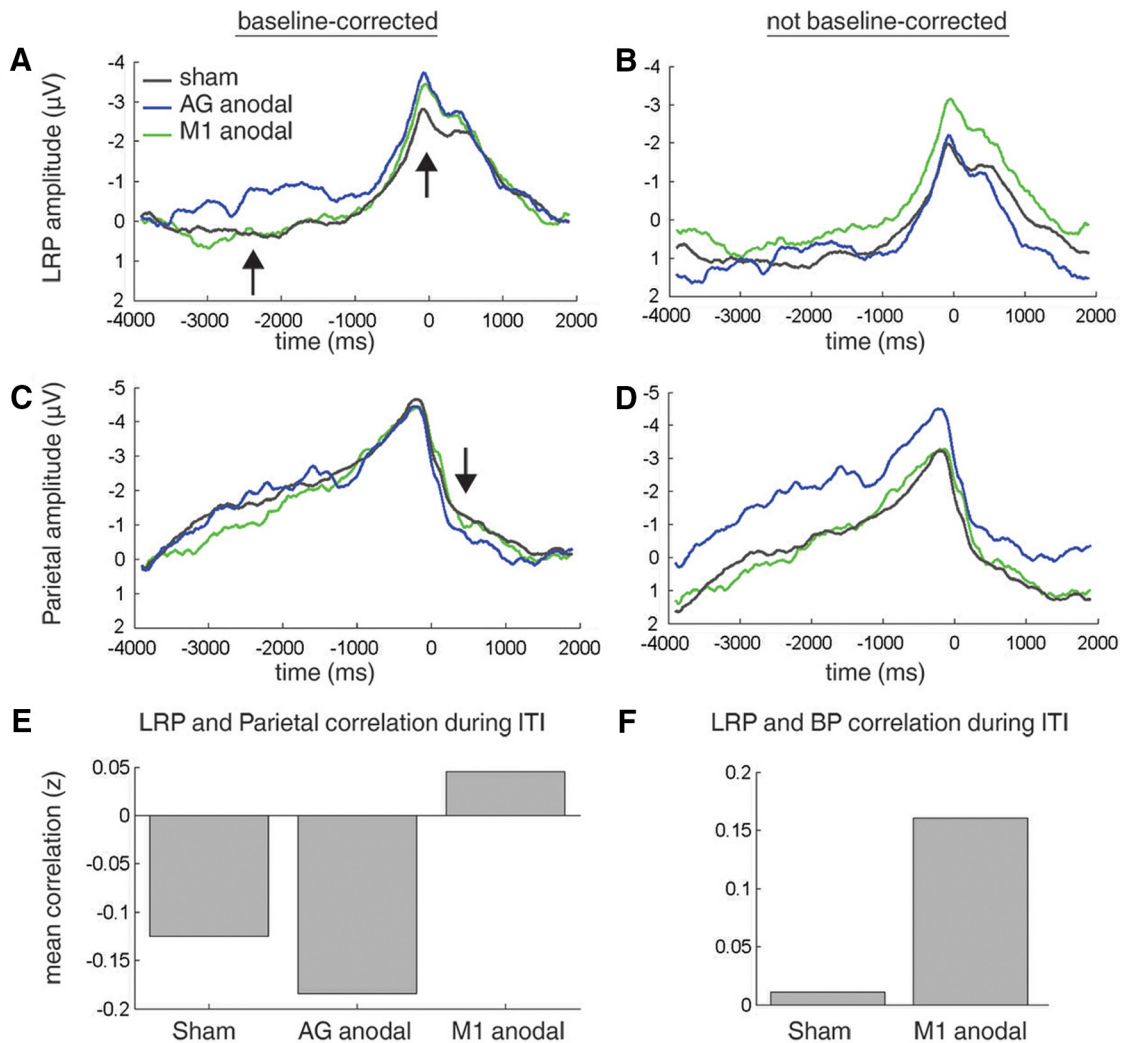 baseline-corrected
not baseline-corrected
A
LRP amplitude (µV)
-4
-3
-2
-1
0
1
2
sham
AG anodal
M1 anodal
-4000 -3000 -2000 -1000 0 1000 2000
time (ms)
B
-4
-3
-2
-1
0
1
2
-4000 -3000 -2000 -1000 0 1000 2000
time (ms)
C
Parietal amplitude (µV)
-5
-4
-3
-2
-1
0
1
2
-4000 -3000 -2000 -1000 0 1000 2000
time (ms)
D
-5
-4
-3
-2
-1
0
1
2
-4000 -3000 -2000 -1000 0 1000 2000
time (ms)
E
LRP and Parietal correlation during ITI
mean correlation (z)
0.05
0
-0.05
-0.1
-0.15
-0.2
Sham AG anodal M1 anodal
F
LRP and BP correlation during ITI
0.2
0.15
0.1
0.05
0
Sham M1 anodal